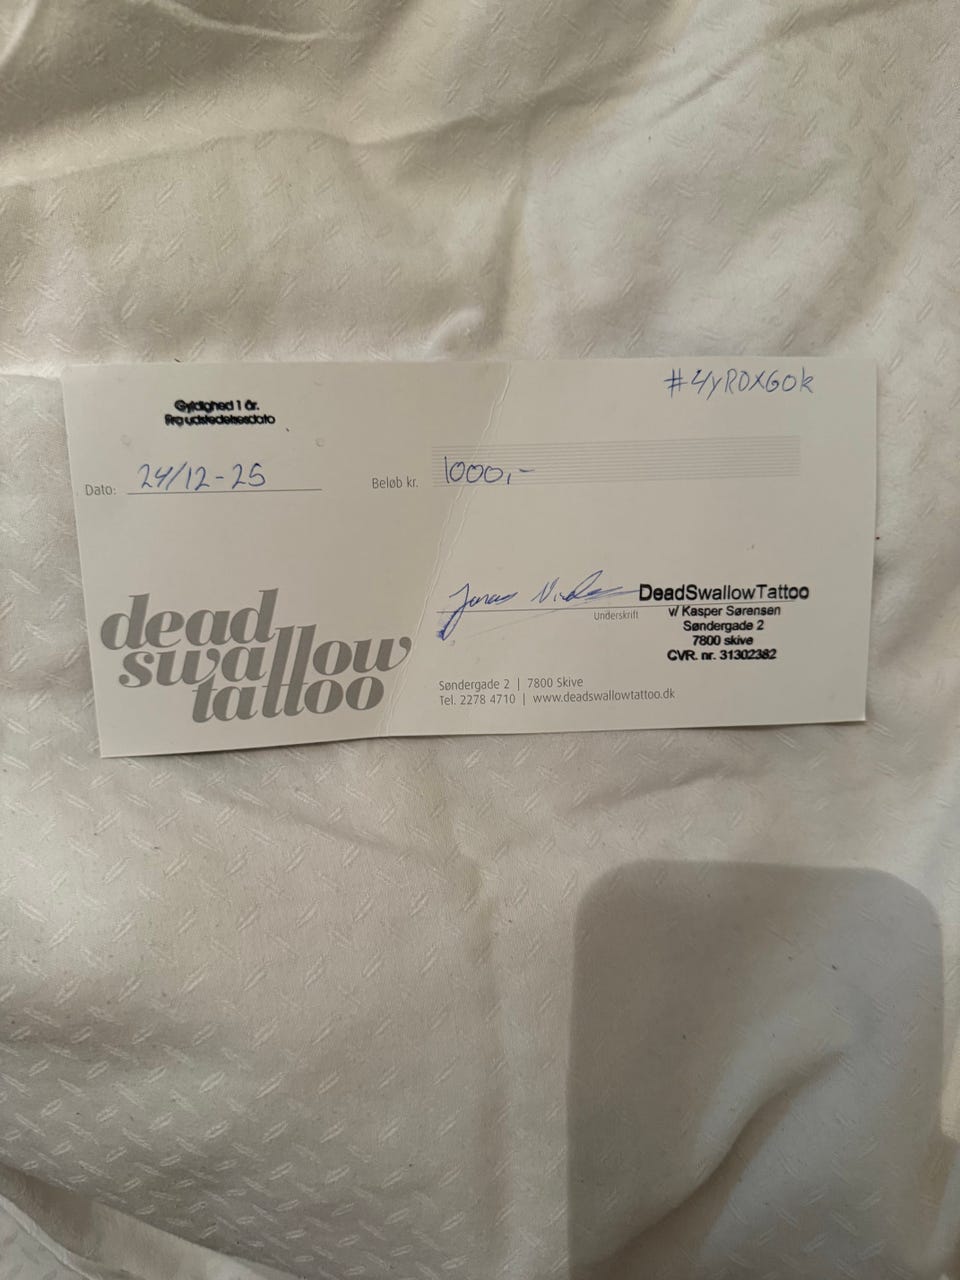 #4yROXGOk
Gyldighed 1 år.
Fra udstedelsesdato
Dato: 24/12-25
Beløb kr. 1000,-
dead
swallow
tattoo
Underskrift
DeadSwallowTattoo
v/ Kasper Sørensen
Søndergade 2
7800 skive
CVR. nr. 31302382
Søndergade 2 | 7800 Skive
Tel. 2278 4710 | www.deadswallowtattoo.dk